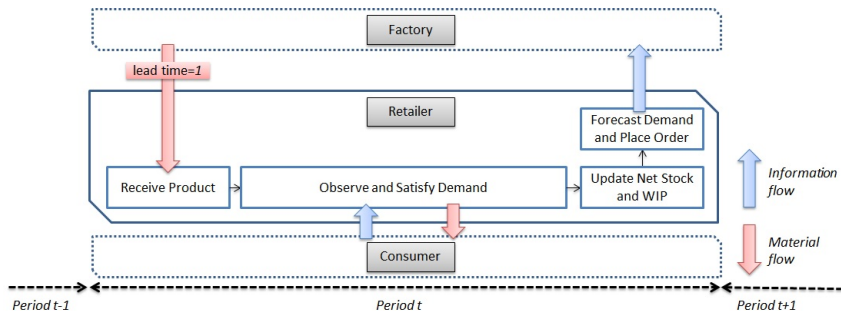 Factory
lead time=1
Retailer
Forecast Demand
and Place Order
Receive Product
Observe and Satisfy Demand
Update Net Stock
and WIP
Information
flow
Consumer
Material
flow
Period t-1
Period t
Period t+1